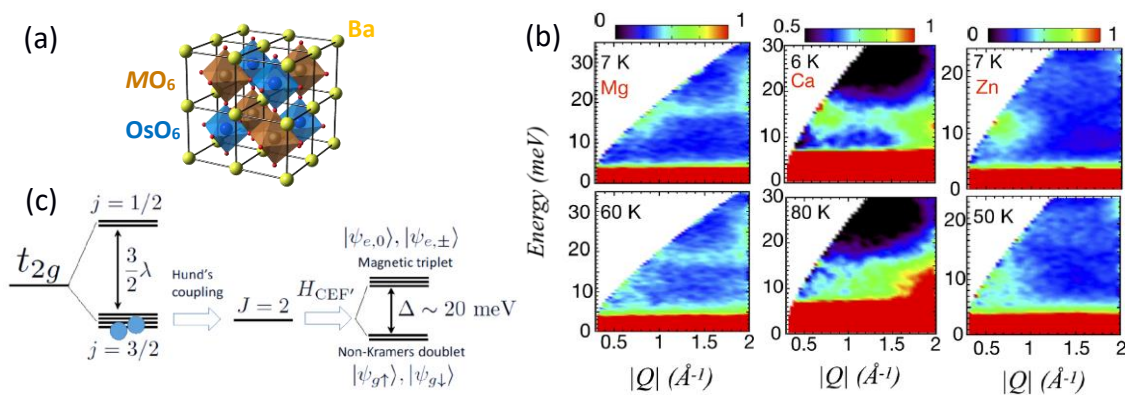 (a)
Ba
MO₆
OsO₆
(b)
0 1
0.5 1
0 1
7 K
Mg
6 K
Ca
7 K
Zn
30
20
10
0
30
20
10
0
20
10
0
Energy (meV)
60 K
80 K
50 K
30
20
10
0
30
20
10
0
20
10
0
0.5 1 1.5 2
0.5 1 1.5 2
0.5 1 1.5 2
|Q| (Å⁻¹)
|Q| (Å⁻¹)
|Q| (Å⁻¹)
(c)
j = 1/2
t₂g
3/2 λ
j = 3/2
Hund's
coupling
J = 2
H_CEF′
|ψe,0⟩, |ψe,±⟩
Magnetic triplet
Δ ∼ 20 meV
Non-Kramers doublet
|ψg↑⟩, |ψg↓⟩